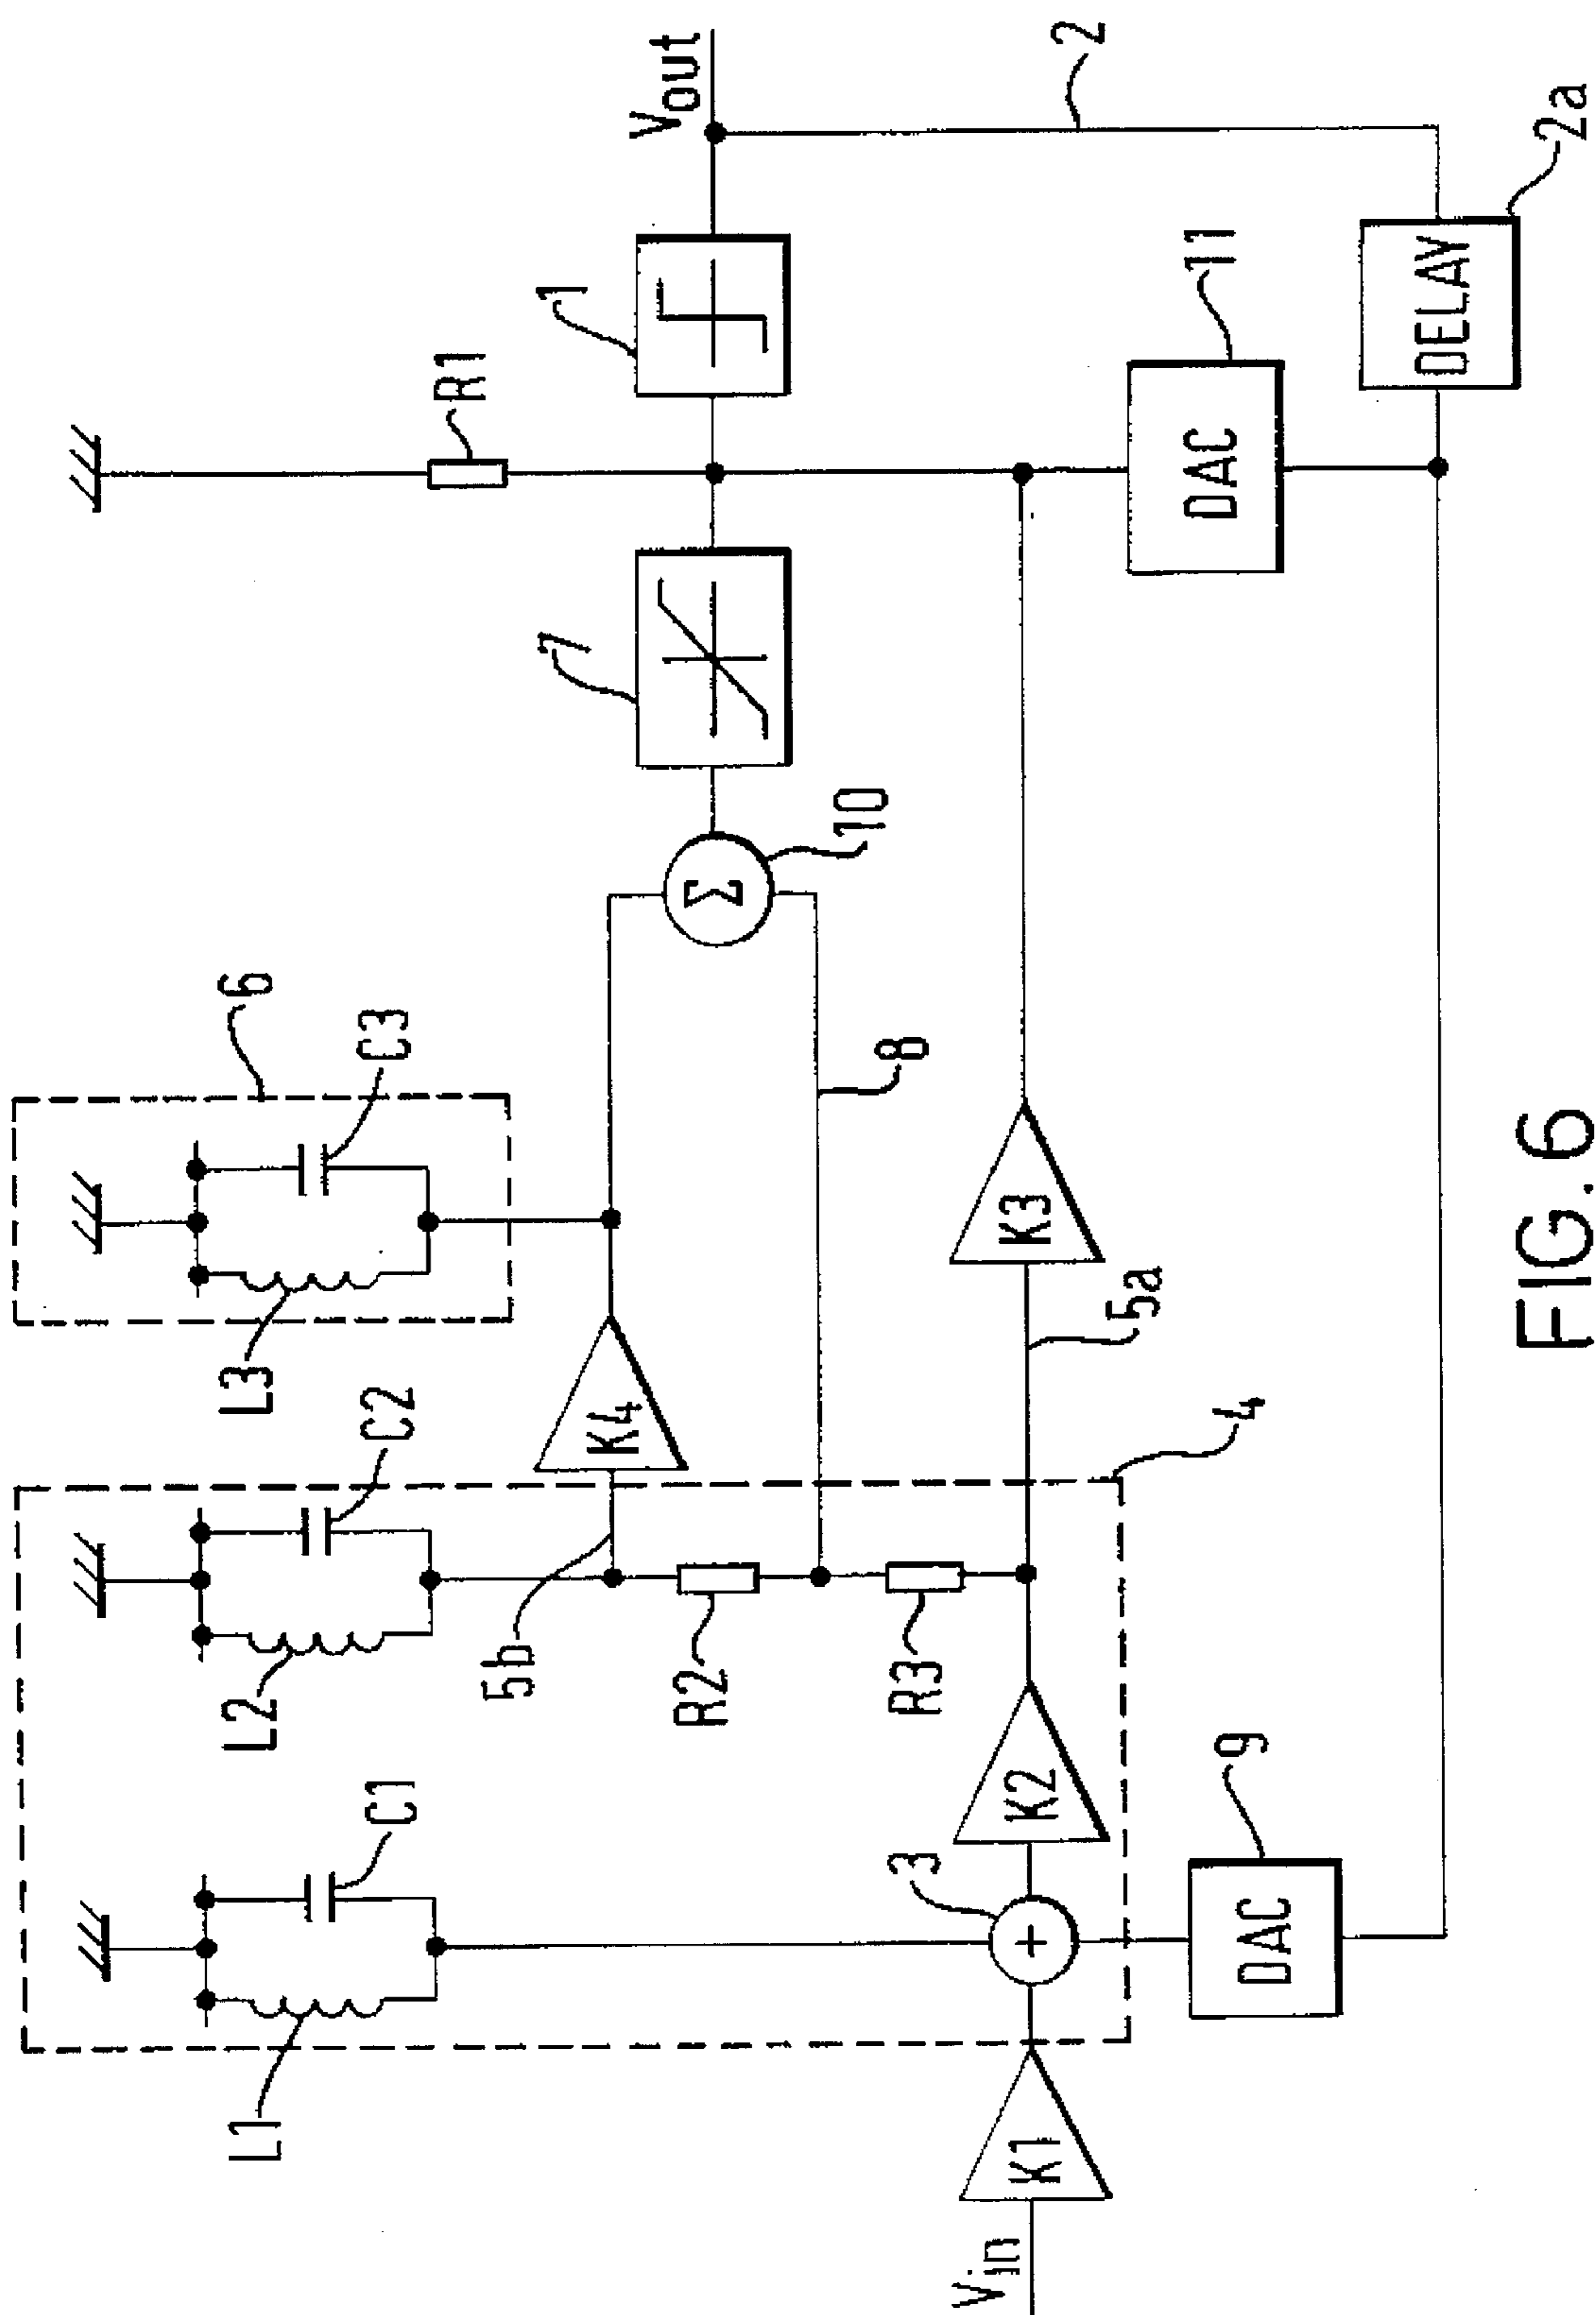 L1
L2
L3
6
C1
C2
C3
R1
5b
K4
7
1
Vout
R2
Σ
10
3
R3
8
Vin
K1
+
K2
K3
2
5a
9
4
DAC
DAC
11
DELAY
2a
FIG. 6